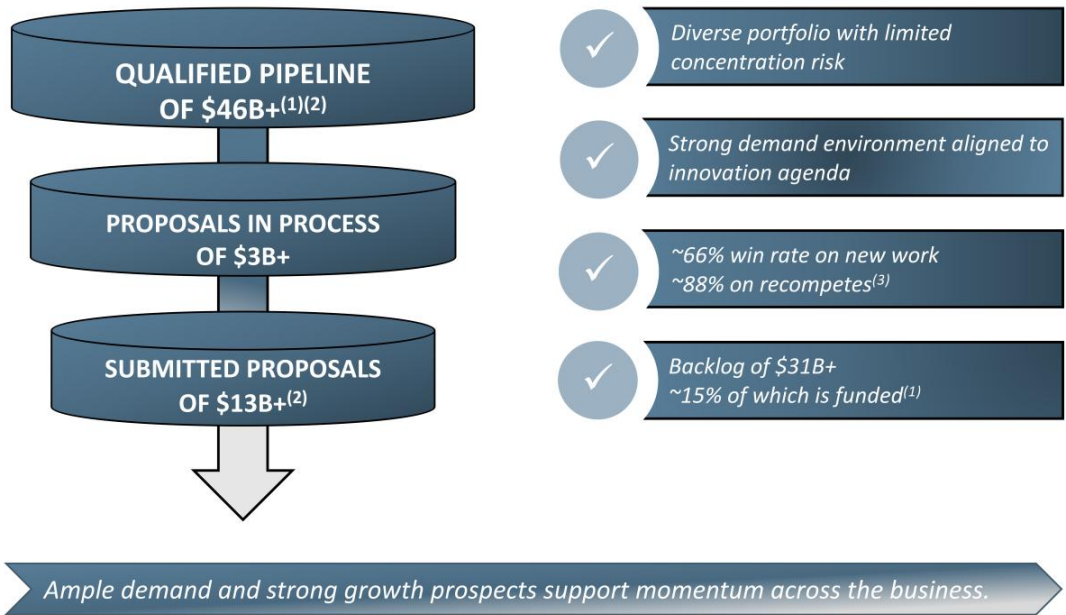 QUALIFIED PIPELINE
OF $46B+(1)(2)
PROPOSALS IN PROCESS
OF $3B+
SUBMITTED PROPOSALS
OF $13B+(2)
Diverse portfolio with limited
concentration risk
Strong demand environment aligned to
innovation agenda
~66% win rate on new work
~88% on recompetes(3)
Backlog of $31B+
~15% of which is funded(1)
Ample demand and strong growth prospects support momentum across the business.